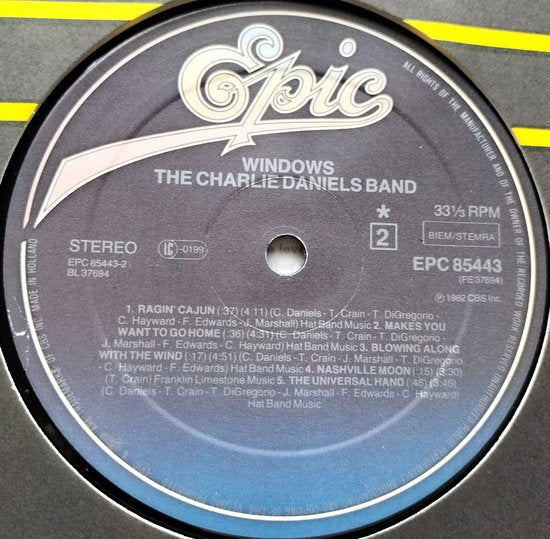 Epic
WINDOWS
THE CHARLIE DANIELS BAND
*
33⅓ RPM
STEREO
IC -0199
2
BIEM/STEMRA
EPC 85443-2
BL 37694
EPC 85443
(FE 37694)
℗ 1982 CBS Inc.
1. RAGIN' CAJUN (:37) (4:11) (C. Daniels - T. Crain - T. DiGregorio
- C. Hayward - F. Edwards - J. Marshall) Hat Band Music 2. MAKES YOU
WANT TO GO HOME (:36) (4:31) (C. Daniels - T. Crain - T. DiGregorio -
J. Marshall - F. Edwards - C. Hayward) Hat Band Music 3. BLOWING ALONG
WITH THE WIND (:17) (4:51) (C. Daniels - T. Crain - J. Marshall - T. DiGregorio
- C. Hayward - F. Edwards) Hat Band Music 4. NASHVILLE MOON (:15) (3:30)
(T. Crain) Franklin Limestone Music 5. THE UNIVERSAL HAND (:45) (3:46)
(C. Daniels - T. Crain - T. DiGregorio - J. Marshall - F. Edwards - C. Hayward)
Hat Band Music
ALL RIGHTS OF THE MANUFACTURER AND OF THE OWNER OF THE RECORDED WORK RESERVED
MADE IN HOLLAND